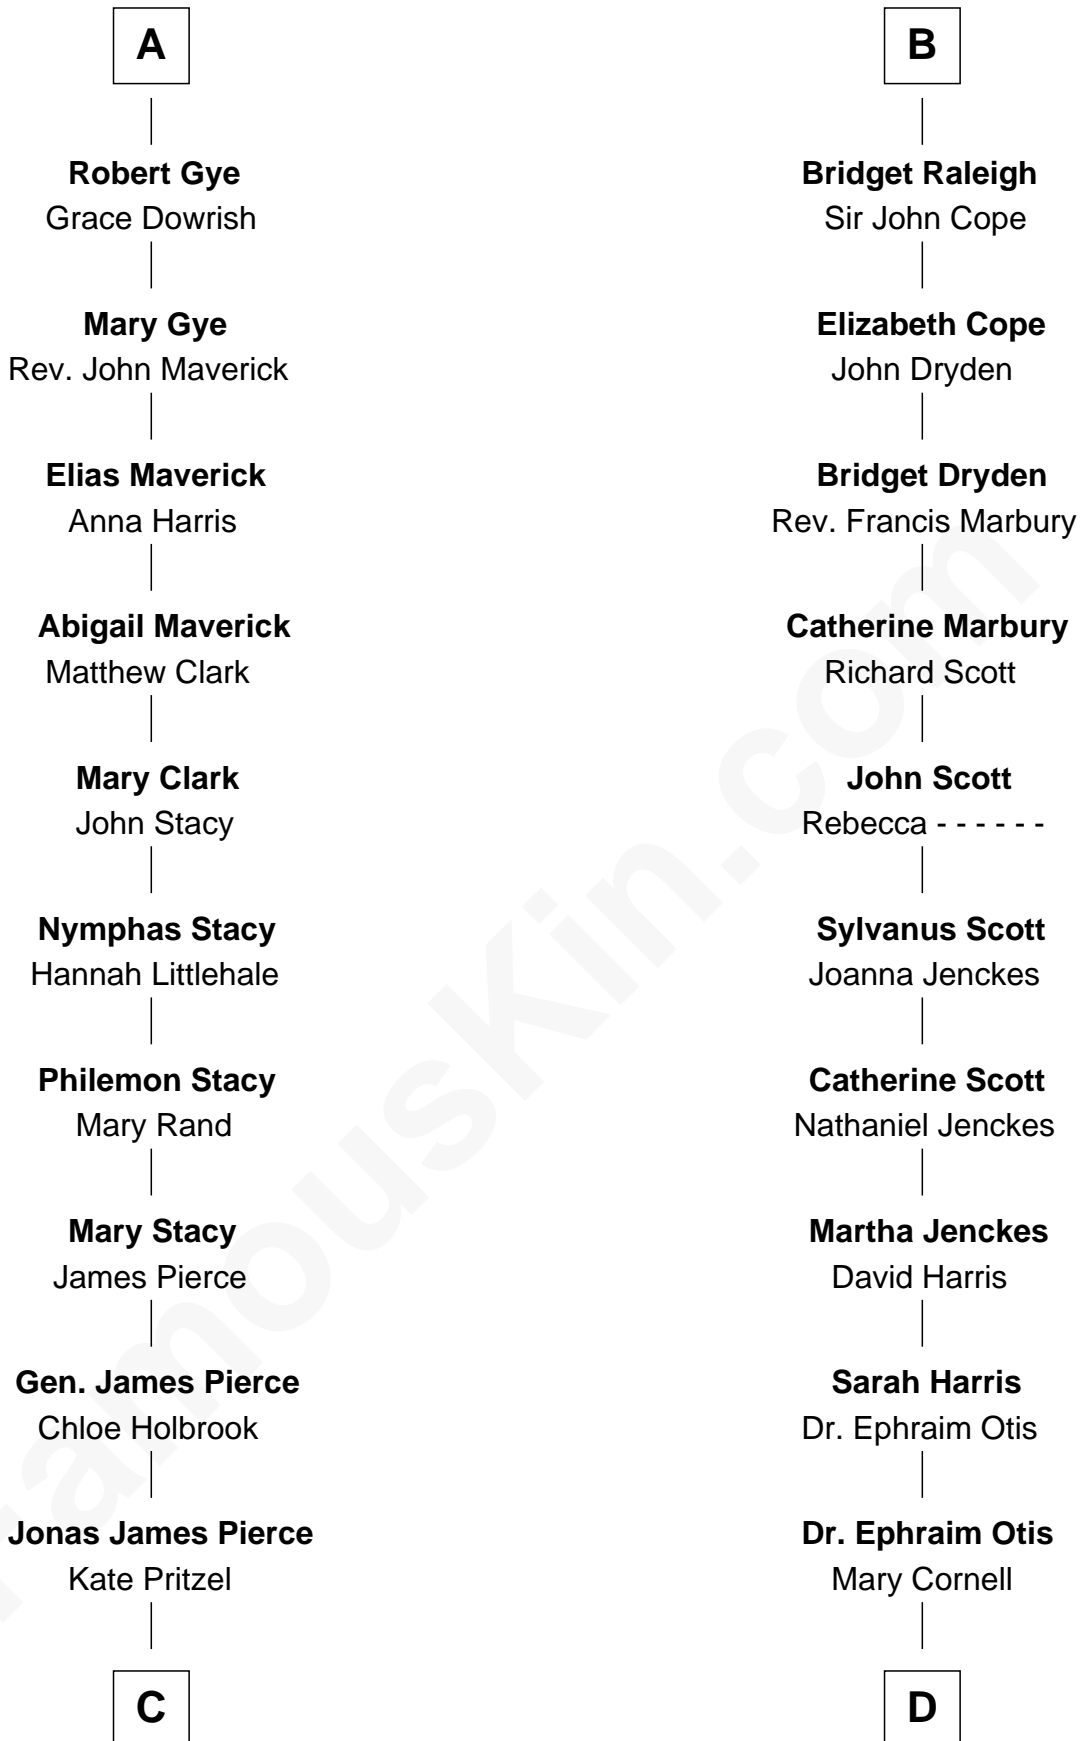 A
Robert Gye
Grace Dowrish
Mary Gye
Rev. John Maverick
Elias Maverick
Anna Harris
Abigail Maverick
Matthew Clark
Mary Clark
John Stacy
Nymphas Stacy
Hannah Littlehale
Philemon Stacy
Mary Rand
Mary Stacy
James Pierce
Gen. James Pierce
Chloe Holbrook
Jonas James Pierce
Kate Pritzel
C
B
Bridget Raleigh
Sir John Cope
Elizabeth Cope
John Dryden
Bridget Dryden
Rev. Francis Marbury
Catherine Marbury
Richard Scott
John Scott
Rebecca - - - - - -
Sylvanus Scott
Joanna Jenckes
Catherine Scott
Nathaniel Jenckes
Martha Jenckes
David Harris
Sarah Harris
Dr. Ephraim Otis
Dr. Ephraim Otis
Mary Cornell
D
FamousKin.com